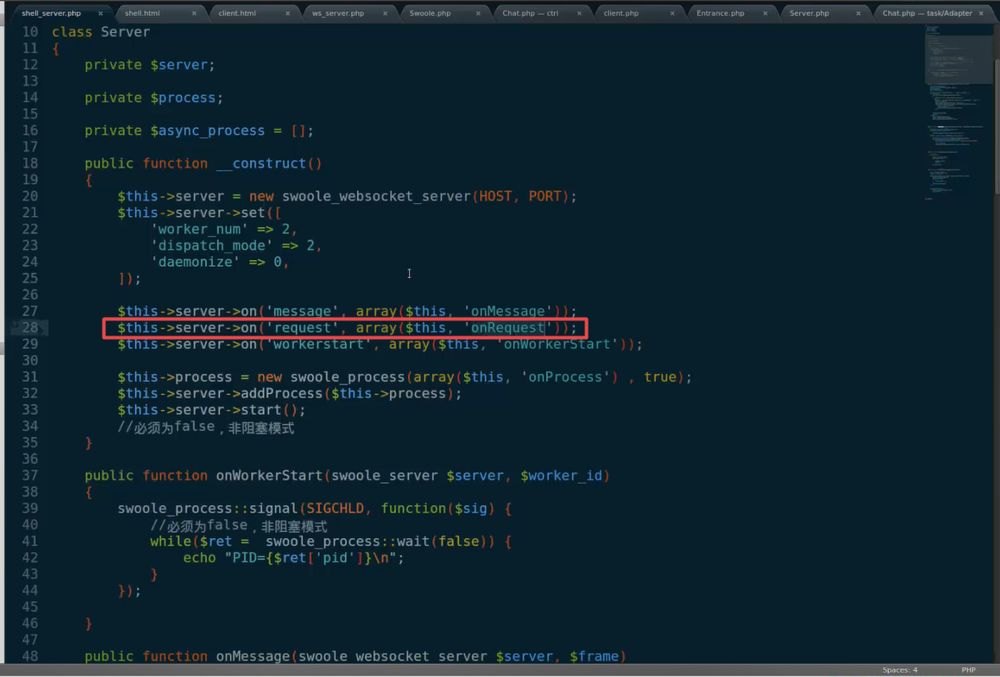 shell_server.php × shell.html × client.html × ws_server.php × Swoole.php × Chat.php — ctrl × client.php × Entrance.php × Server.php × Chat.php — task/Adapter ×
10 class Server
11 {
12 private $server;
13
14 private $process;
15
16 private $async_process = [];
17
18 public function __construct()
19 {
20 $this->server = new swoole_websocket_server(HOST, PORT);
21 $this->server->set([
22 'worker_num' => 2,
23 'dispatch_mode' => 2,
24 'daemonize' => 0,
25 ]);
26
27 $this->server->on('message', array($this, 'onMessage'));
28 $this->server->on('request', array($this, 'onRequest'));
29 $this->server->on('workerstart', array($this, 'onWorkerStart'));
30
31 $this->process = new swoole_process(array($this, 'onProcess') , true);
32 $this->server->addProcess($this->process);
33 $this->server->start();
34 //必须为false，非阻塞模式
35 }
36
37 public function onWorkerStart(swoole_server $server, $worker_id)
38 {
39 swoole_process::signal(SIGCHLD, function($sig) {
40 //必须为false，非阻塞模式
41 while($ret =  swoole_process::wait(false)) {
42 echo "PID={$ret['pid']}\n";
43 }
44 });
45
46 }
47
48 public function onMessage(swoole_websocket_server $server, $frame)
Spaces: 4 PHP